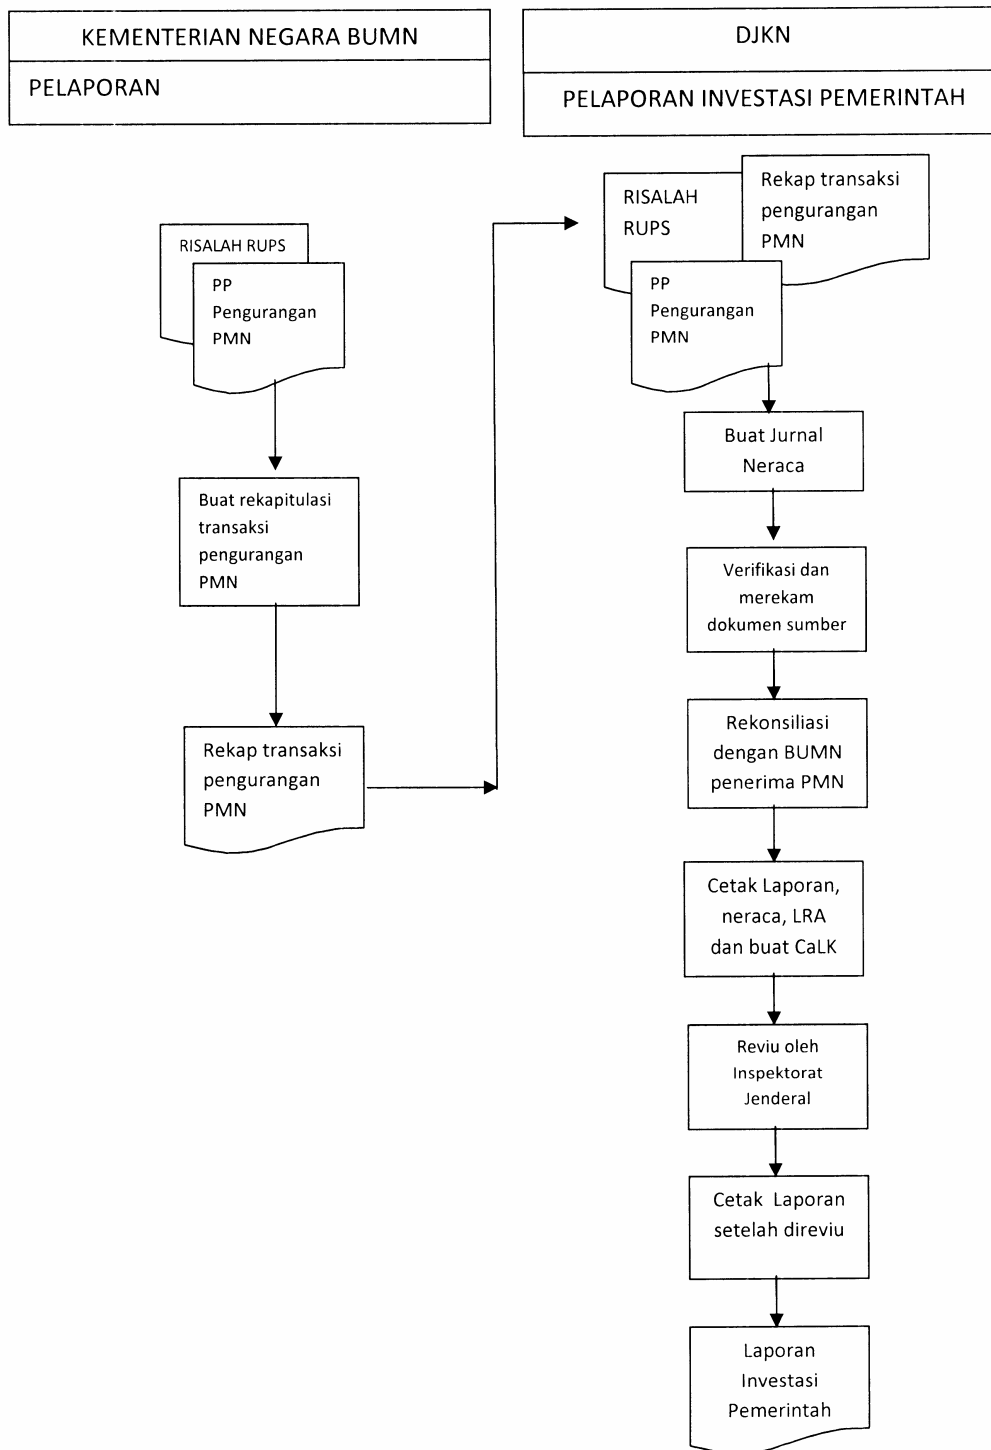 KEMENTERIAN NEGARA BUMN
PELAPORAN
DJKN
PELAPORAN INVESTASI PEMERINTAH
RISALAH RUPS
PP
Pengurangan
PMN
Buat rekapitulasi
transaksi
pengurangan
PMN
Rekap transaksi
pengurangan
PMN
RISALAH
RUPS
Rekap transaksi
pengurangan
PMN
PP
Pengurangan
PMN
Buat Jurnal
Neraca
Verifikasi dan
merekam
dokumen sumber
Rekonsiliasi
dengan BUMN
penerima PMN
Cetak Laporan,
neraca, LRA
dan buat CaLK
Reviu oleh
Inspektorat
Jenderal
Cetak Laporan
setelah direviu
Laporan
Investasi
Pemerintah